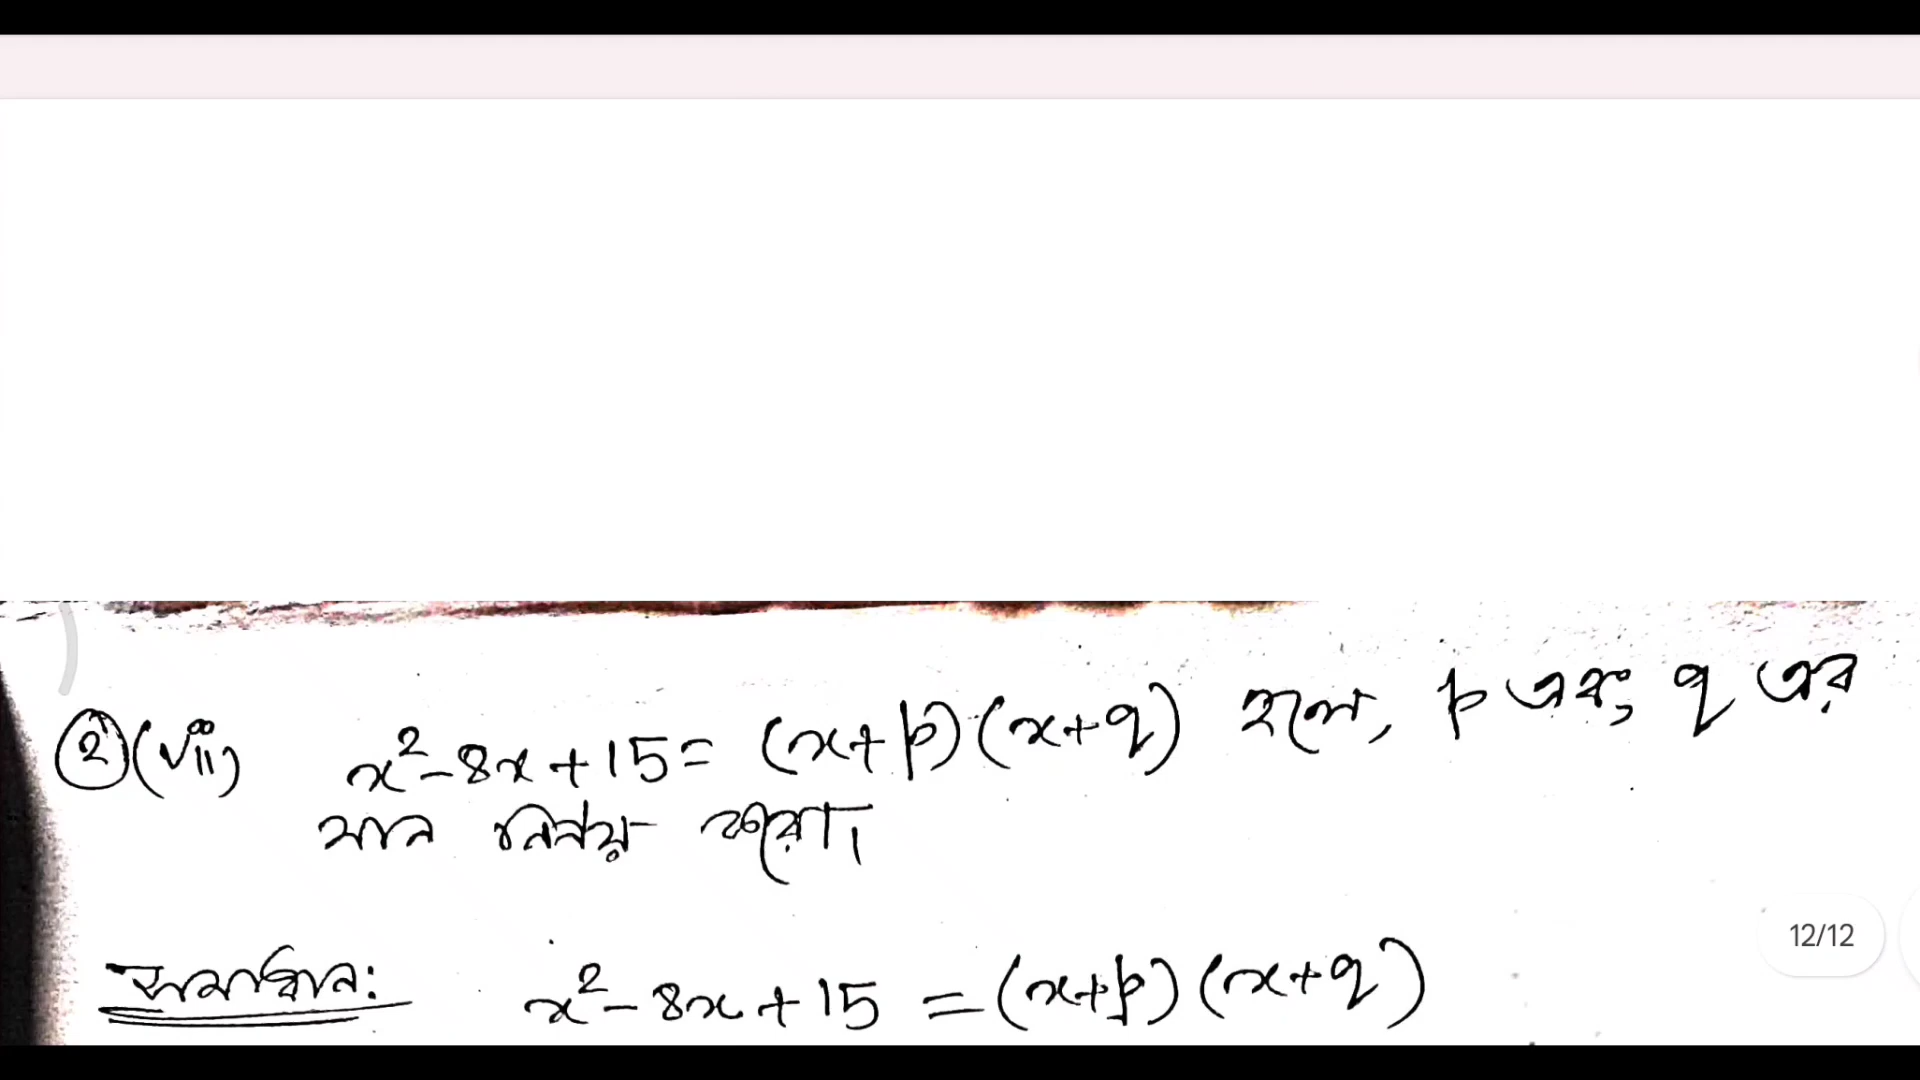 ② (vii) x² - 8x + 15 = (x+p)(x+q) হলে, p এবং q এর
মান নির্ণয় করো।
সমাধান: x² - 8x + 15 = (x+p)(x+q)
12/12